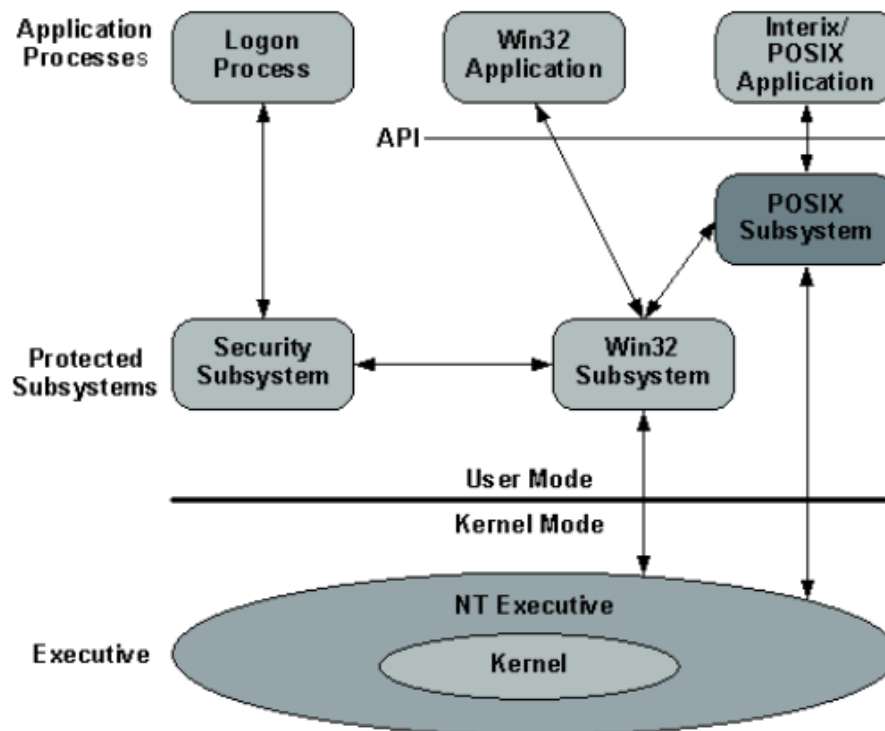 Application
Processes
Logon
Process
Win32
Application
Interix/
POSIX
Application
API
POSIX
Subsystem
Protected
Subsystems
Security
Subsystem
Win32
Subsystem
User Mode
Kernel Mode
NT Executive
Executive
Kernel